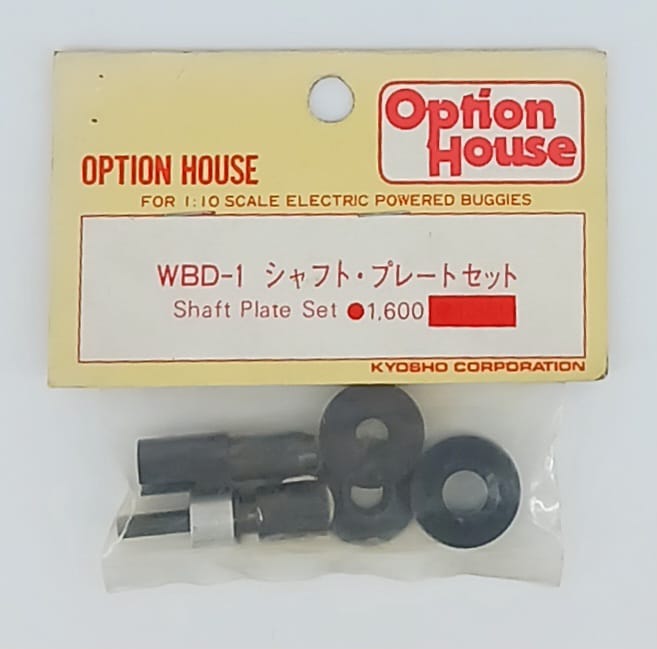 Option
House
OPTION HOUSE
FOR 1:10 SCALE ELECTRIC POWERED BUGGIES
WBD-1 シャフト・プレートセット
Shaft Plate Set ●1,600
KYOSHO CORPORATION